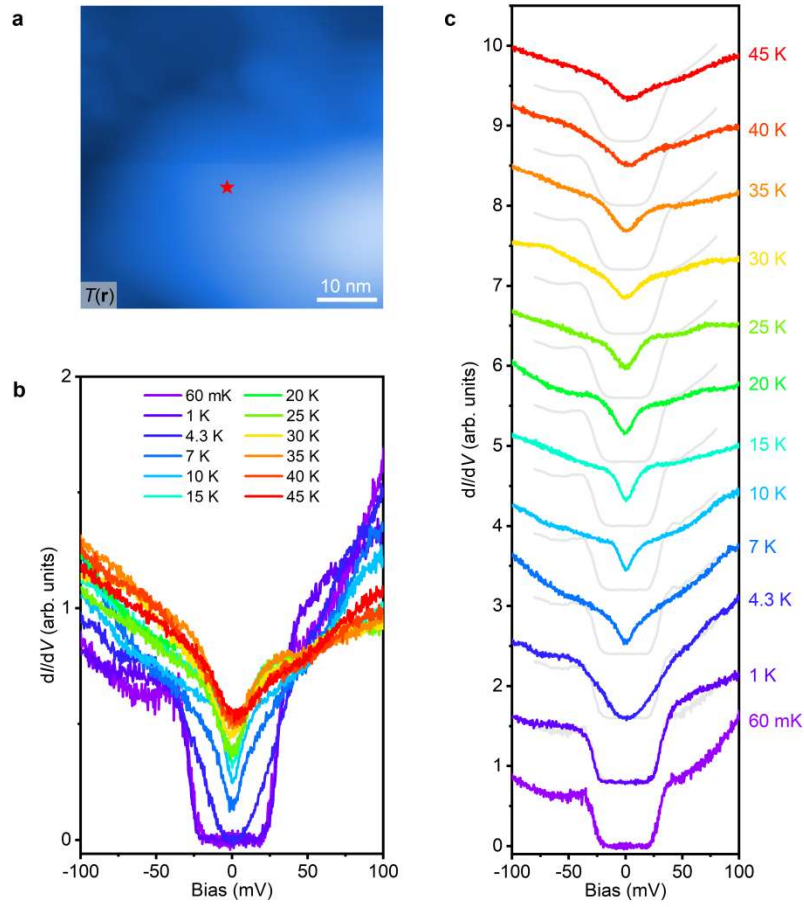 a
T(r)
10 nm
b
dI/dV (arb. units)
2
1
0
60 mK
1 K
4.3 K
7 K
10 K
15 K
20 K
25 K
30 K
35 K
40 K
45 K
-100
-50
0
50
100
Bias (mV)
c
dI/dV (arb. units)
10
9
8
7
6
5
4
3
2
1
0
45 K
40 K
35 K
30 K
25 K
20 K
15 K
10 K
7 K
4.3 K
1 K
60 mK
-100
-50
0
50
100
Bias (mV)